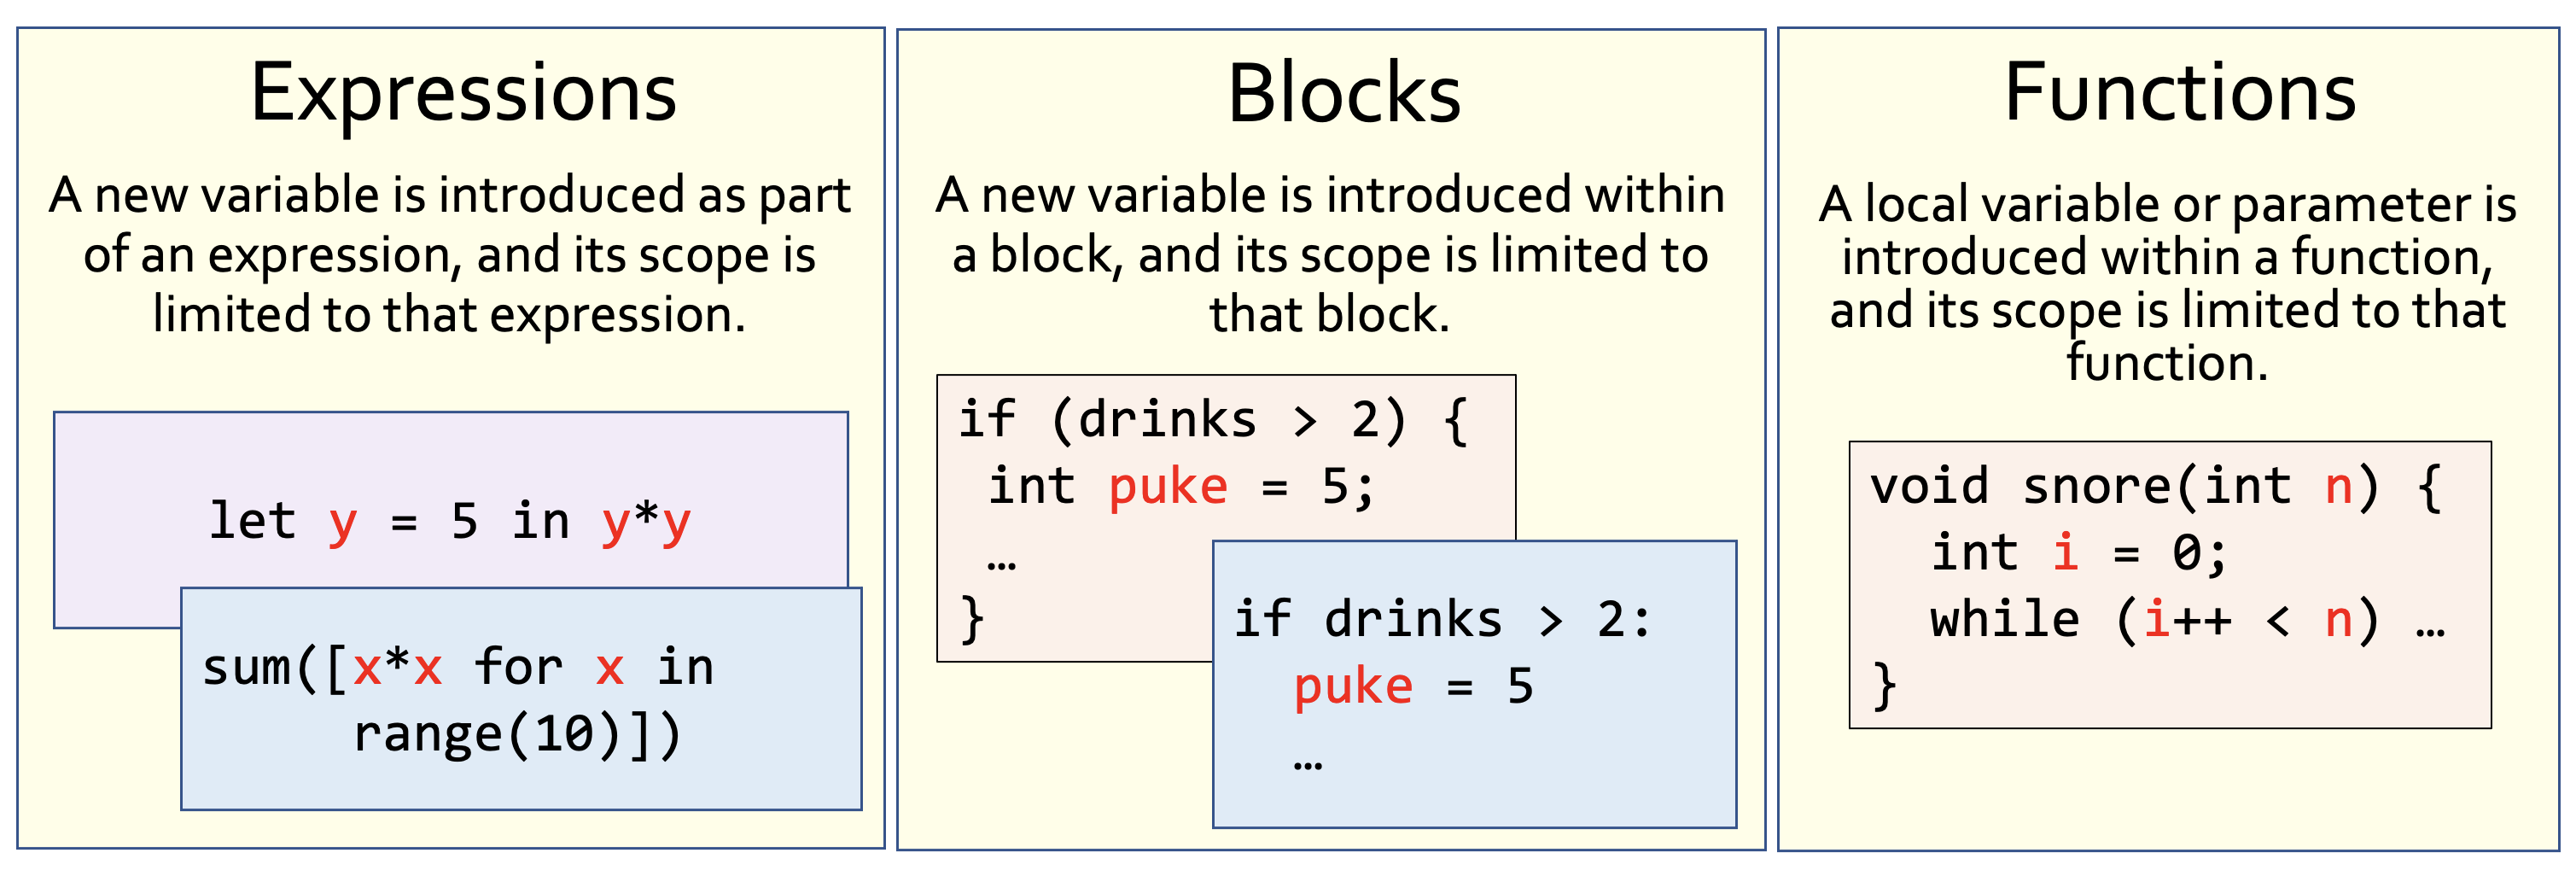 Expressions
A new variable is introduced as part
of an expression, and its scope is
limited to that expression.
let y = 5 in y*y
sum([x*x for x in
range(10)])
Blocks
A new variable is introduced within
a block, and its scope is limited to
that block.
if (drinks > 2) {
int puke = 5;
…
}
if drinks > 2:
puke = 5
…
Functions
A local variable or parameter is
introduced within a function,
and its scope is limited to that
function.
void snore(int n) {
int i = 0;
while (i++ < n) …
}